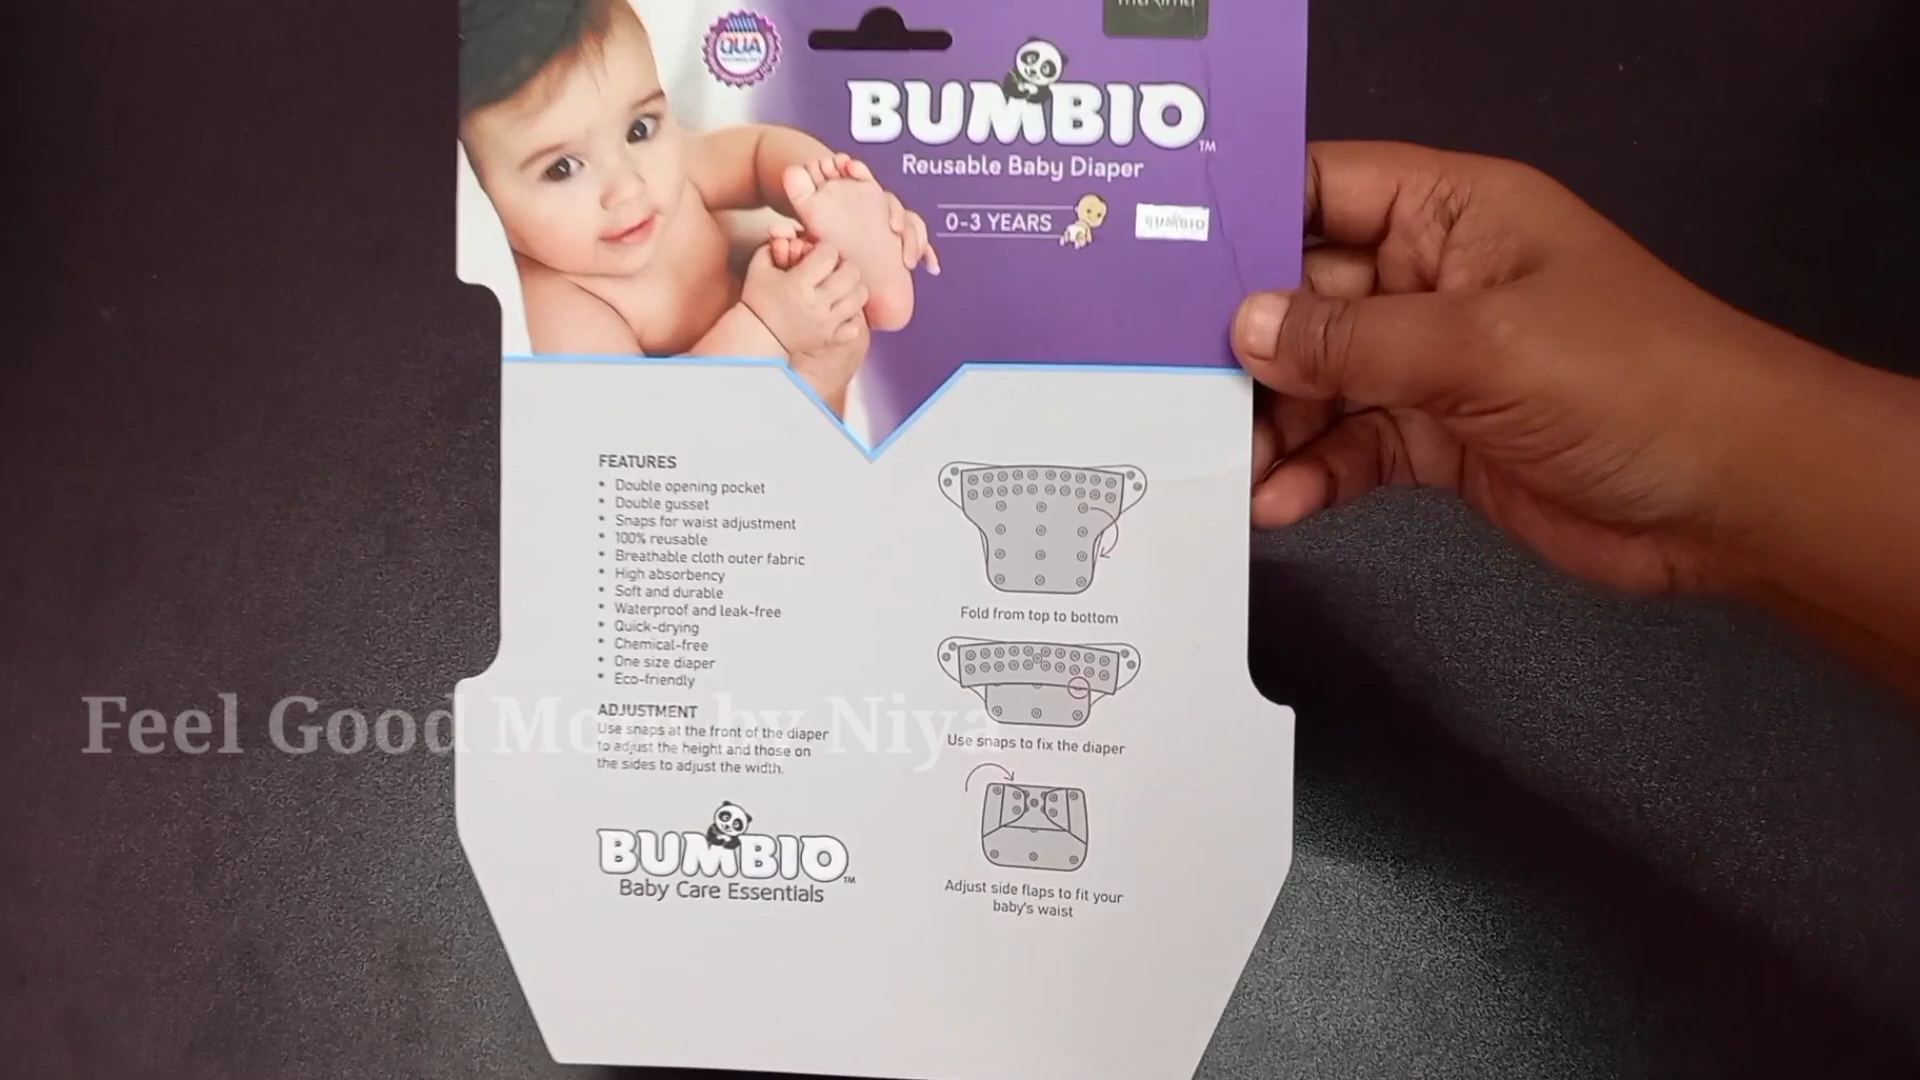 QUA
BUMBIO
TM
Reusable Baby Diaper
0-3 YEARS
BUMBIO
FEATURES
• Double opening pocket
• Double gusset
• Snaps for waist adjustment
• 100% reusable
• Breathable cloth outer fabric
• High absorbency
• Soft and durable
• Waterproof and leak-free
• Quick-drying
• Chemical-free
• One size diaper
• Eco-friendly
ADJUSTMENT
Use snaps at the front of the diaper
to adjust the height and those on
the sides to adjust the width.
BUMBIO
TM
Baby Care Essentials
Fold from top to bottom
Use snaps to fix the diaper
Adjust side flaps to fit your
baby's waist
Feel Good Mom by Niya